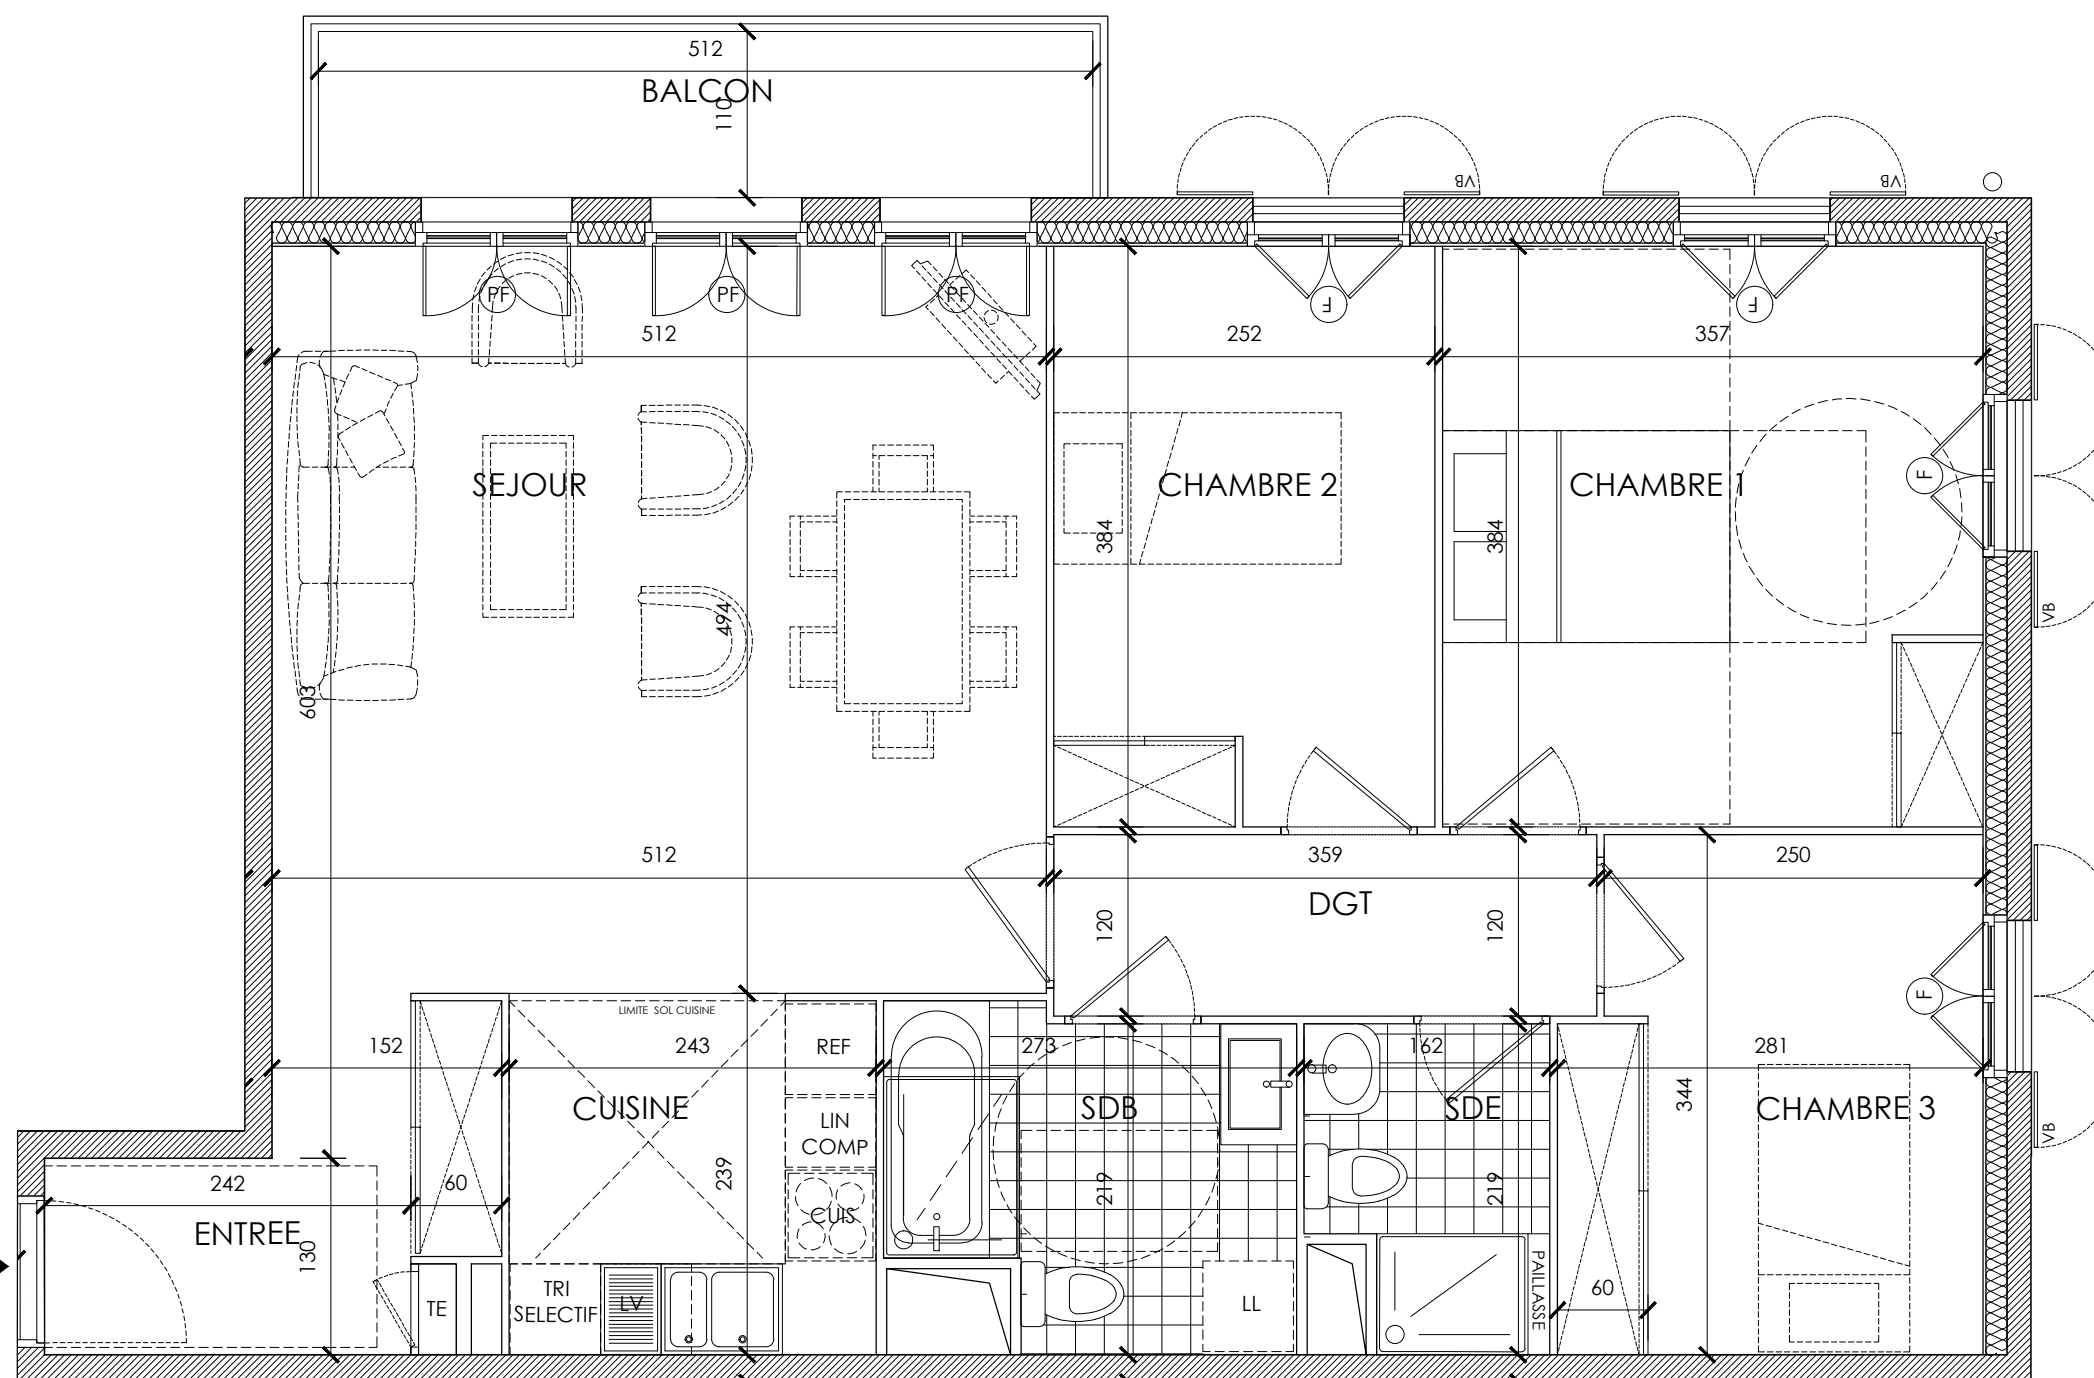 512
BALCON
110
VB
VB
PF
PF
PF
F
F
512
252
357
SEJOUR
CHAMBRE 2
CHAMBRE 1
F
384
384
494
603
VB
512
359
250
DGT
120
120
F
LIMITE SOL CUISINE
152
243
REF
273
162
281
CUISINE
LIN
COMP
SDB
SDE
344
CHAMBRE 3
VB
242
60
239
219
219
ENTREE
130
CUIS
TE
TRI
SELECTIF
LV
LL
PAILLASSE
60